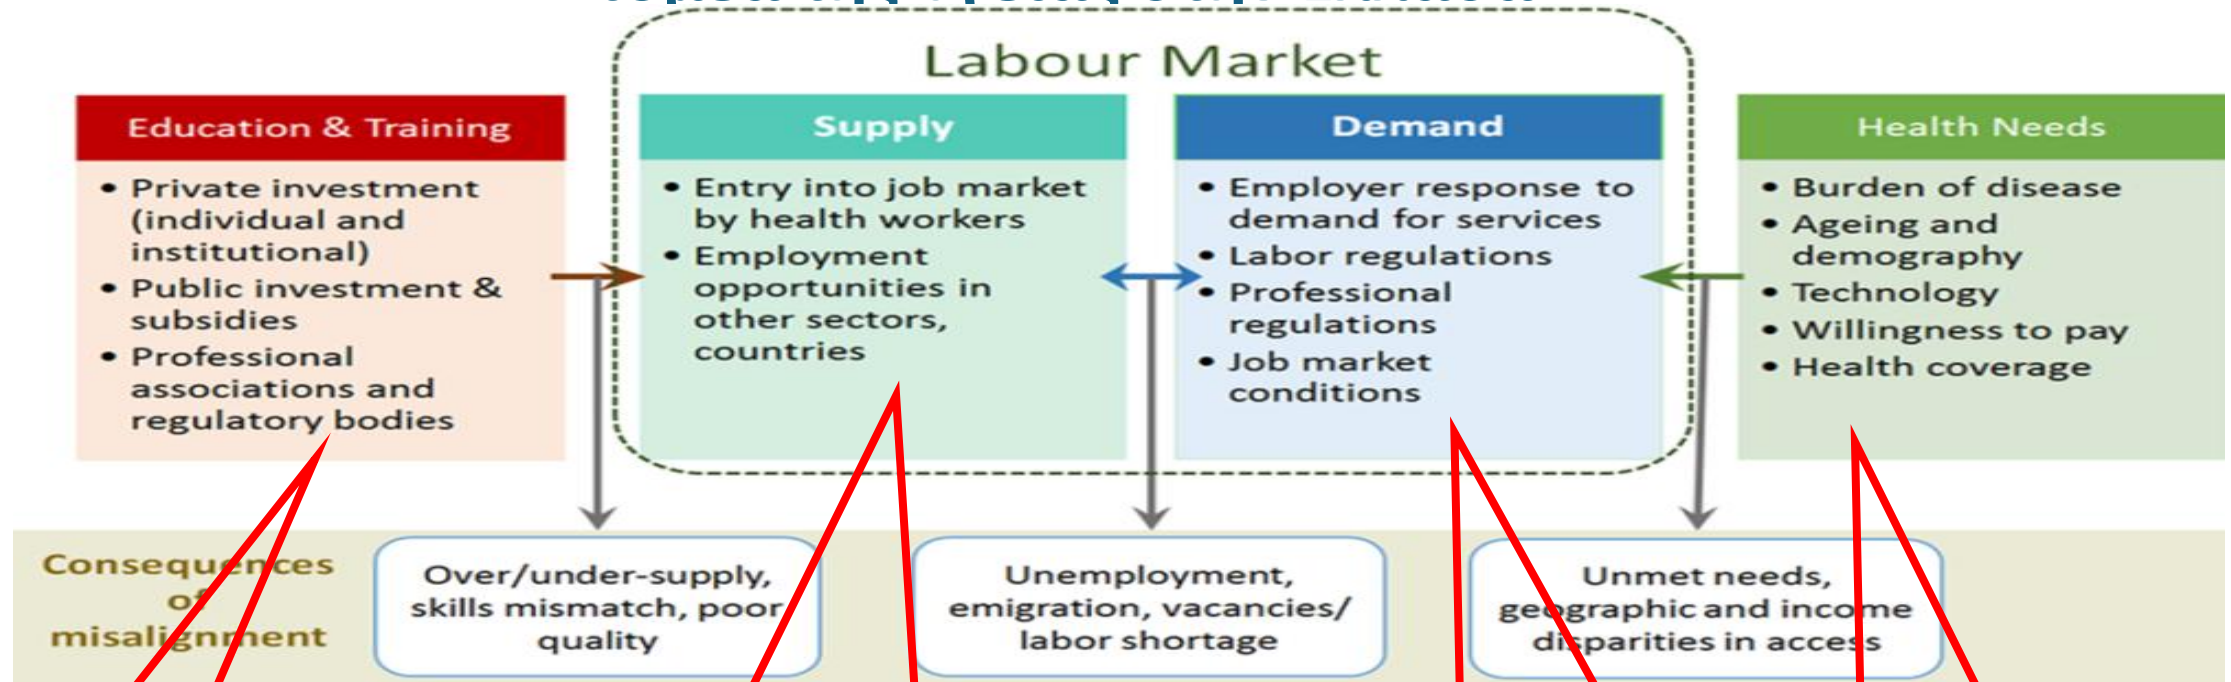 Labour Market
Education & Training
• Private investment
(individual and
institutional)
• Public investment &
subsidies
• Professional
associations and
regulatory bodies
Supply
• Entry into job market
by health workers
• Employment
opportunities in
other sectors,
countries
Demand
• Employer response to
demand for services
• Labor regulations
• Professional
regulations
• Job market
conditions
Health Needs
• Burden of disease
• Ageing and
demography
• Technology
• Willingness to pay
• Health coverage
Consequences
of
misalignment
Over/under-supply,
skills mismatch, poor
quality
Unemployment,
emigration, vacancies/
labor shortage
Unmet needs,
geographic and income
disparities in access